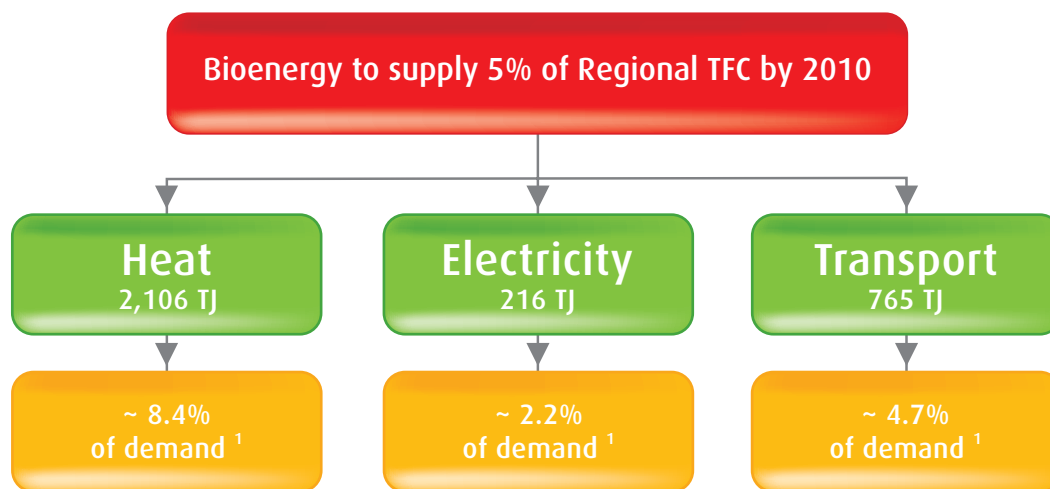 Bioenergy to supply 5% of Regional TFC by 2010
Heat
2,106 TJ
Electricity
216 TJ
Transport
765 TJ
~ 8.4%
of demand ¹
~ 2.2%
of demand ¹
~ 4.7%
of demand ¹